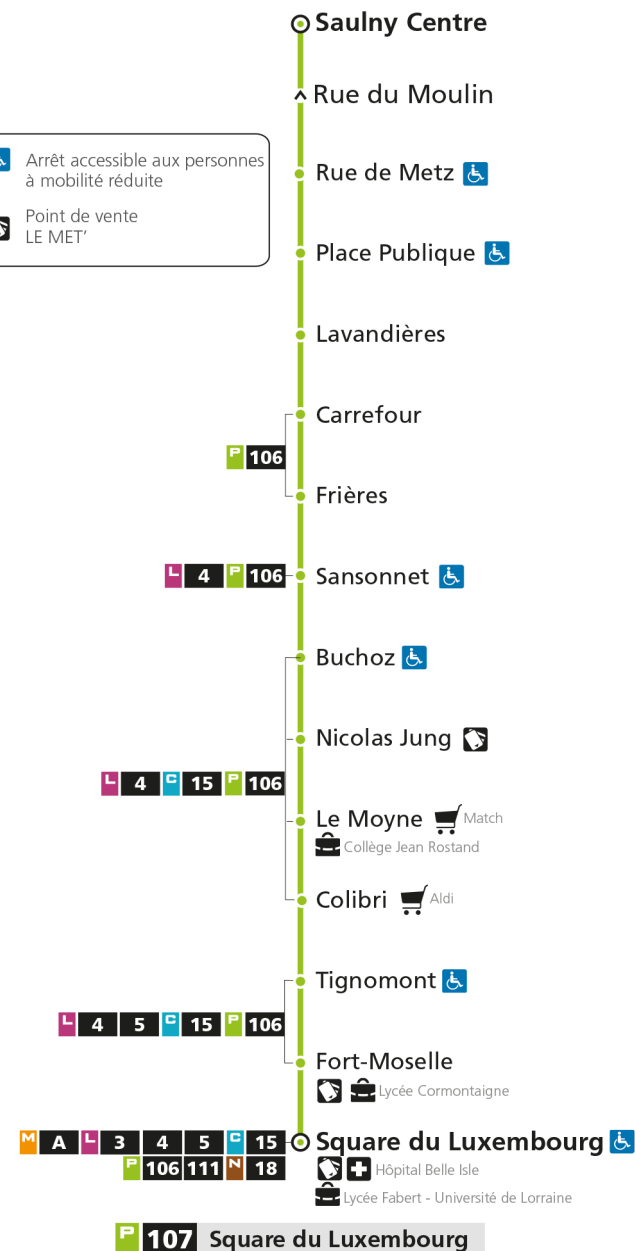 Saulny Centre
Rue du Moulin
Arrêt accessible aux personnes
à mobilité réduite
Point de vente
LE MET'
Rue de Metz
Place Publique
Lavandières
Carrefour
P 106
Frières
L 4 P 106 Sansonnet
Buchoz
Nicolas Jung
L 4 C 15 P 106
Le Moyne Match
Collège Jean Rostand
Colibri Aldi
Tignomont
L 4 5 C 15 P 106
Fort-Moselle
Lycée Cormontaigne
M A L 3 4 5 C 15 Square du Luxembourg
P 106 111 N 18 Hôpital Belle Isle
Lycée Fabert - Université de Lorraine
P 107 Square du Luxembourg